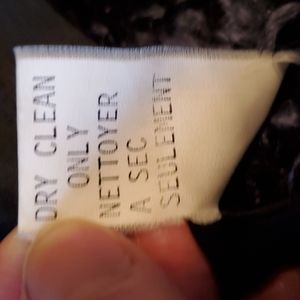 DRY CLEAN
ONLY
NETTOYER
A SEC
SEULEMENT